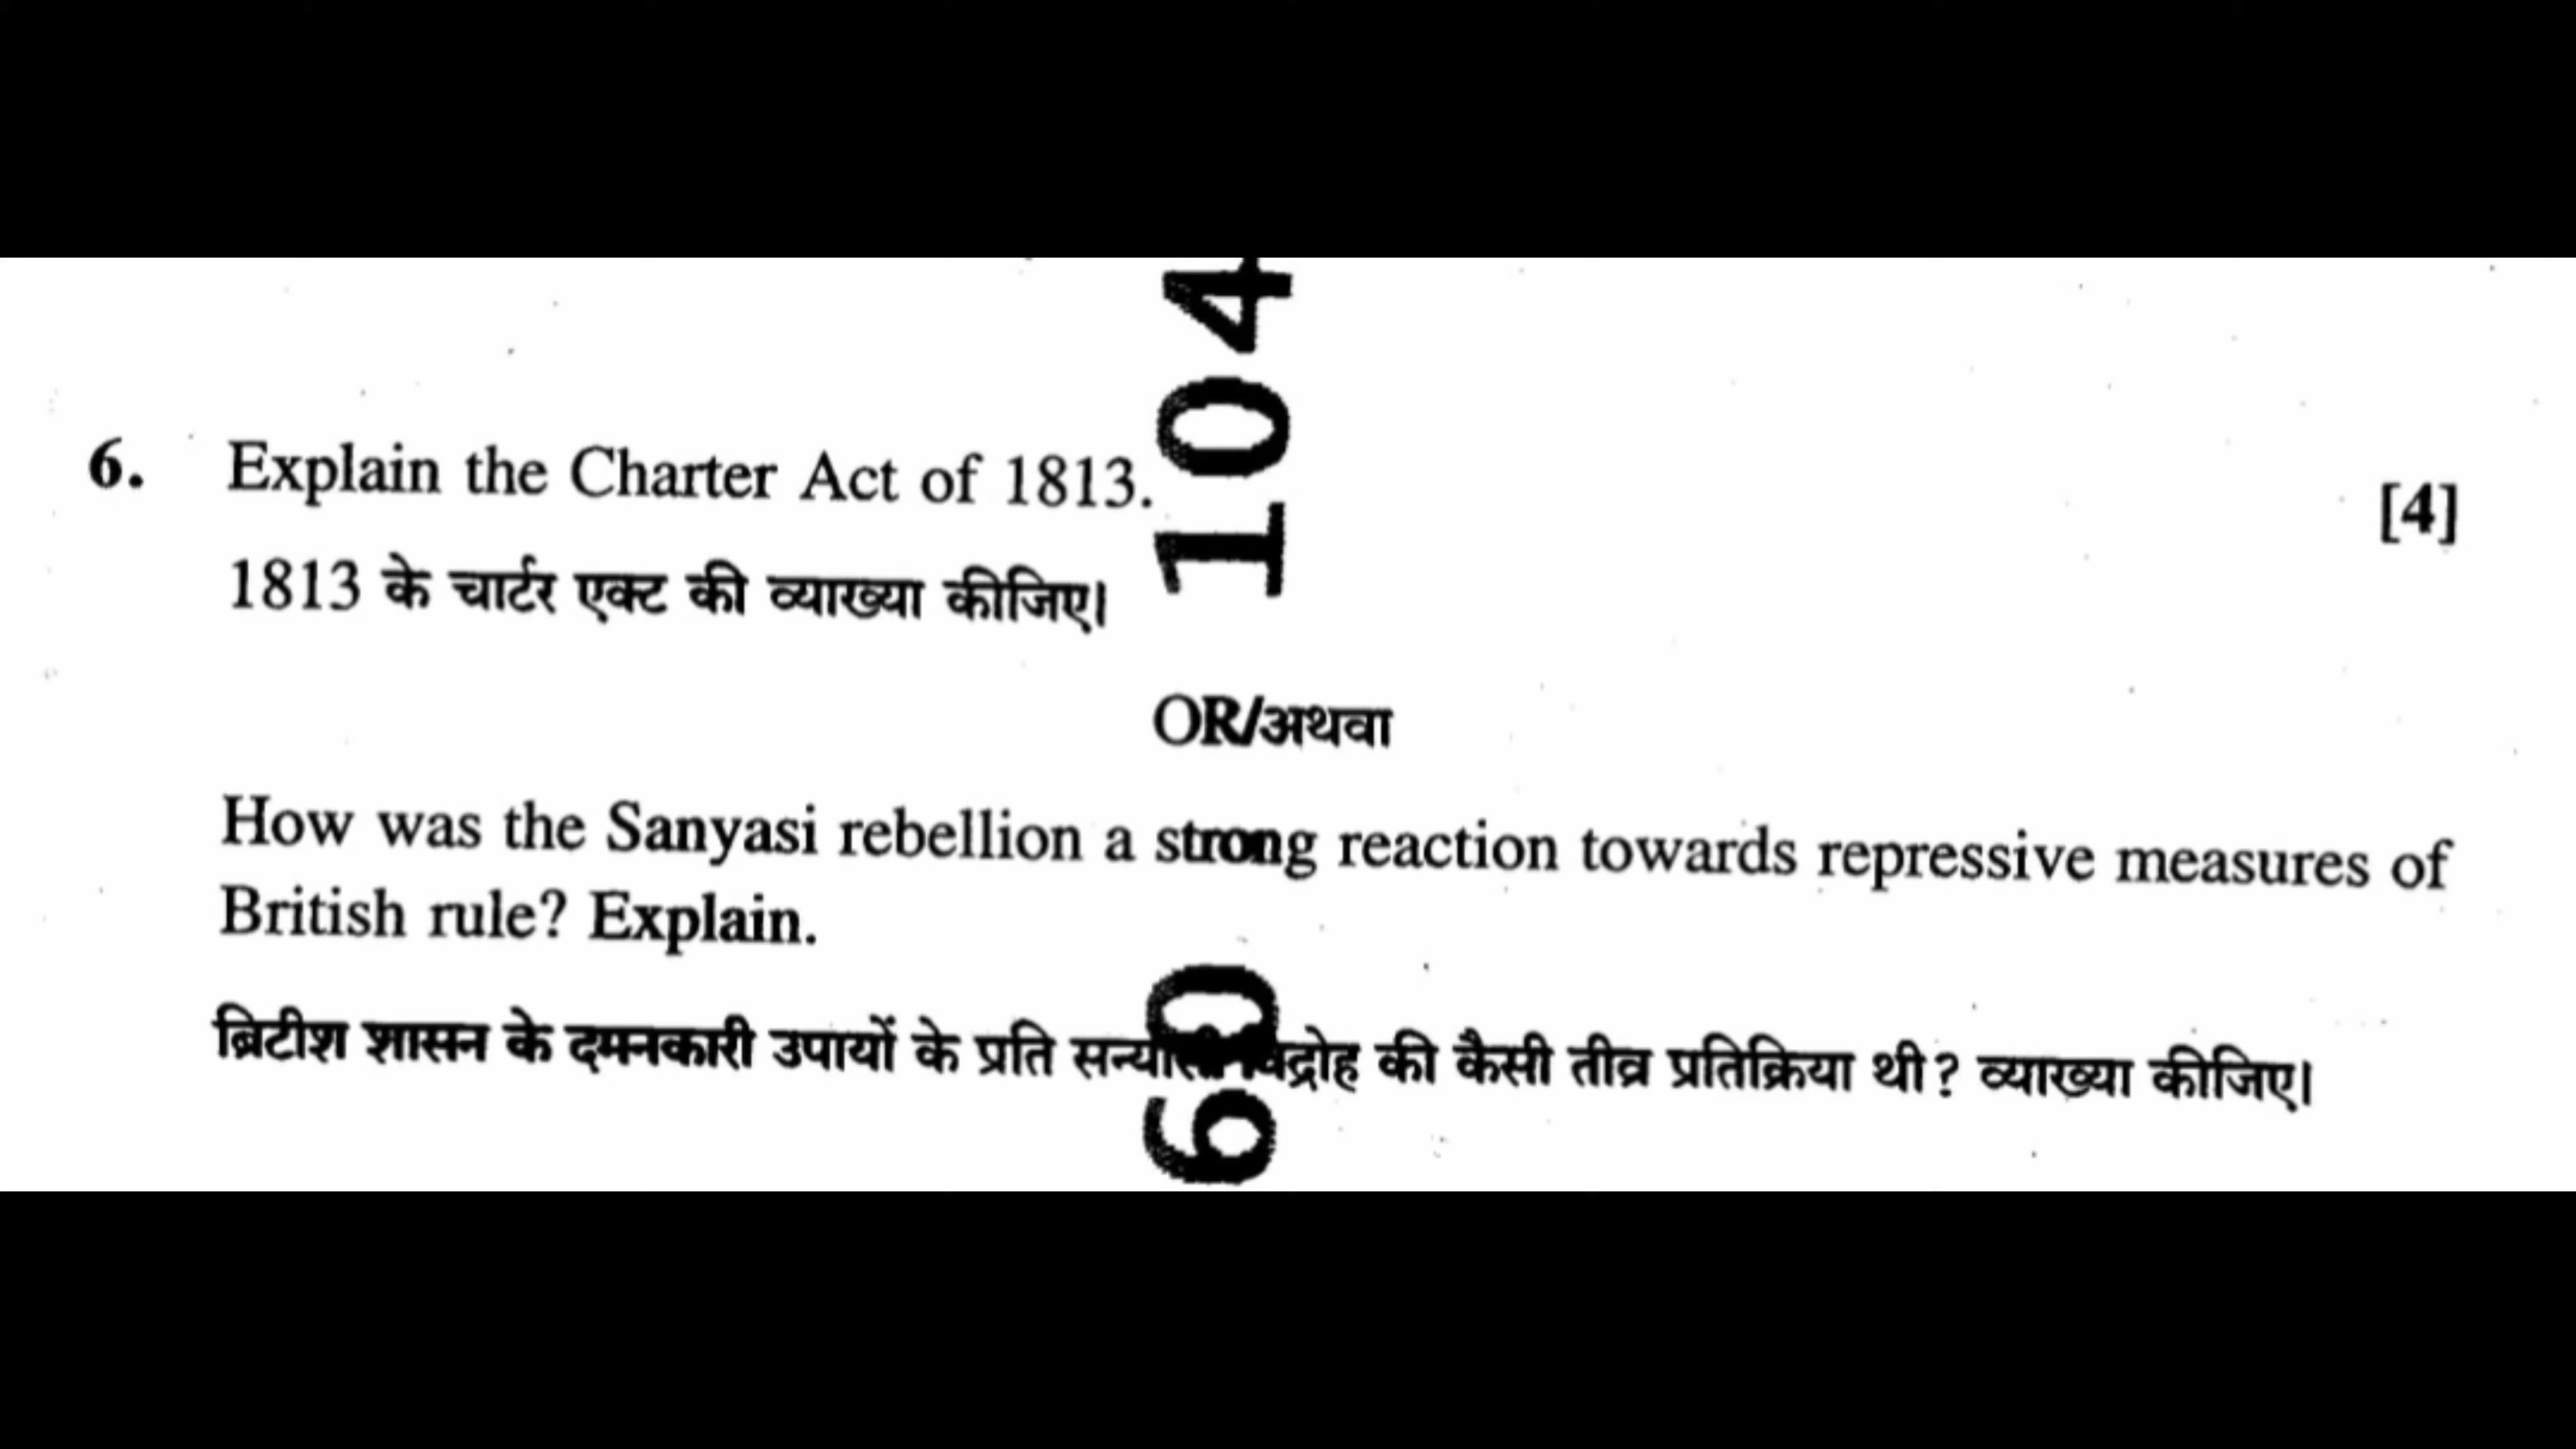 104
6. Explain the Charter Act of 1813. [4]
1813 के चार्टर एक्ट की व्याख्या कीजिए।
OR/अथवा
How was the Sanyasi rebellion a strong reaction towards repressive measures of
British rule? Explain.
ब्रिटीश शासन के दमनकारी उपायों के प्रति सन्यासी विद्रोह की कैसी तीव्र प्रतिक्रिया थी? व्याख्या कीजिए।